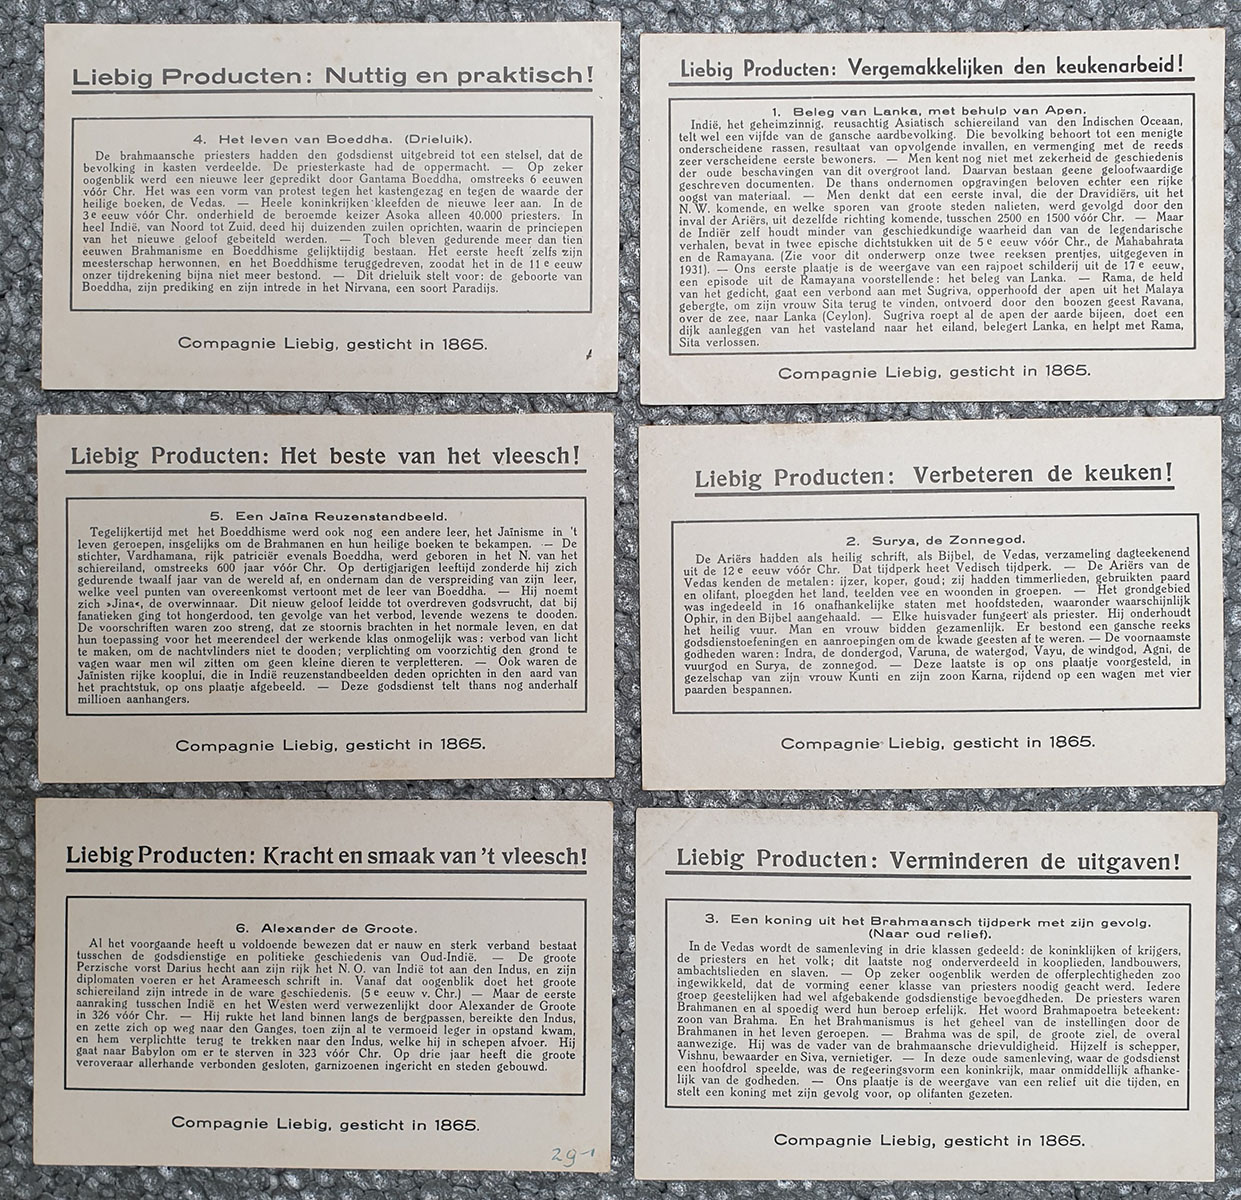 Liebig Producten: Nuttig en praktisch!
4. Het leven van Boeddha. (Drieluik).
De brahmaansche priesters hadden den godsdienst uitgebreid tot een stelsel, dat de
bevolking in kasten verdeelde. De priesterkaste had de oppermacht. — Op zeker
oogenblik werd een nieuwe leer gepredikt door Gantama Boeddha, omstreeks 6 eeuwen
vóór Chr. Het was een vorm van protest tegen het kastengezag en tegen de waarde der
heilige boeken, de Vedas. — Heele koninkrijken kleefden de nieuwe leer aan. In de
3e eeuw vóór Chr. onderhield de beroemde keizer Asoka alleen 40.000 priesters. In
heel Indië, van Noord tot Zuid, deed hij duizenden zuilen oprichten, waarin de princiepen
van het nieuwe geloof gebeiteld werden. — Toch bleven gedurende meer dan tien
eeuwen Brahmanisme en Boeddhisme gelijktijdig bestaan. Het eerste heeft zelfs zijn
meesterschap herwonnen, en het Boeddhisme teruggedreven, zoodat het in de 11e eeuw
onzer tijdrekening bijna niet meer bestond. — Dit drieluik stelt voor: de geboorte van
Boeddha, zijn prediking en zijn intrede in het Nirvana, een soort Paradijs.
Compagnie Liebig, gesticht in 1865.
Liebig Producten: Vergemakkelijken den keukenarbeid!
1. Beleg van Lanka, met behulp van Apen.
Indië, het geheimzinnig, reusachtig Asiatisch schiereiland van den Indischen Oceaan,
telt wel een vijfde van de gansche aardbevolking. Die bevolking behoort tot een menigte
onderscheidene rassen, resultaat van opvolgende invallen, en vermenging met de reeds
zeer verscheidene eerste bewoners. — Men kent nog niet met zekerheid de geschiedenis
der oude beschavingen van dit overgroot land. Daarvan bestaan geene geloofwaardige
geschreven documenten. De thans ondernomen opgravingen beloven echter een rijke
oogst van materiaal. — Men denkt dat een eerste inval, die der Dravidiërs, uit het
N.W. komende, en welke sporen van groote steden nalieten, werd gevolgd door den
inval der Ariërs, uit dezelfde richting komende, tusschen 2500 en 1500 vóór Chr. — Maar
de Indiër zelf houdt minder van geschiedkundige waarheid dan van de legendarische
verhalen, bevat in twee epische dichtstukken uit de 5e eeuw vóór Chr., de Mahabahrata
en de Ramayana. (Zie voor dit onderwerp onze twee reeksen prentjes, uitgegeven in
1931). — Ons eerste plaatje is de weergave van een rajpoet schilderij uit de 17e eeuw,
een episode uit de Ramayana voorstellende: het beleg van Lanka. — Rama, de held
van het gedicht, gaat een verbond aan met Sugriva, opperhoofd der apen uit het Malaya
gebergte, om zijn vrouw Sita terug te vinden, ontvoerd door den boozen geest Ravana,
over de zee, naar Lanka (Ceylon). Sugriva roept al de apen der aarde bijeen, doet een
dijk aanleggen van het vasteland naar het eiland, belegert Lanka, en helpt met Rama,
Sita verlossen.
Compagnie Liebig, gesticht in 1865.
Liebig Producten: Het beste van het vleesch!
5. Een Jaïna Reuzenstandbeeld.
Tegelijkertijd met het Boeddhisme werd ook nog een andere leer, het Jaïnisme in 't
leven geroepen, insgelijks om de Brahmanen en hun heilige boeken te bekampen. — De
stichter, Vardhamana, rijk patriciër evenals Boeddha, werd geboren in het N. van het
schiereiland, omstreeks 600 jaar vóór Chr. Op dertigjarigen leeftijd zonderde hij zich
gedurende twaalf jaar van de wereld af, en ondernam dan de verspreiding van zijn leer,
welke veel punten van overeenkomst vertoont met de leer van Boeddha. — Hij noemt
zich »Jina«, de overwinnaar. Dit nieuw geloof leidde tot overdreven godsvrucht, dat bij
fanatieken ging tot hongerdood, ten gevolge van het verbod, levende wezens te dooden.
De voorschriften waren zoo streng, dat ze stoornis brachten in het normale leven, en dat
hun toepassing voor het meerendeel der werkende klas onmogelijk was: verbod van licht
te maken, om de nachtvlinders niet te dooden; verplichting om voorzichtig den grond te
vagen waar men wil zitten om geen kleine dieren te verpletteren. — Ook waren de
Jaïnisten rijke kooplui, die in Indië reuzenstandbeelden deden oprichten in den aard van
het prachtstuk, op ons plaatje afgebeeld. — Deze godsdienst telt thans nog anderhalf
millioen aanhangers.
Compagnie Liebig, gesticht in 1865.
Liebig Producten: Verbeteren de keuken!
2. Surya, de Zonnegod.
De Ariërs hadden als heilig schrift, als Bijbel, de Vedas, verzameling dagteekenend
uit de 12e eeuw vóór Chr. Dat tijdperk heet Vedisch tijdperk. — De Ariërs van de
Vedas kenden de metalen: ijzer, koper, goud; zij hadden timmerlieden, gebruikten paard
en olifant, ploegden het land, teelden vee en woonden in groepen. — Het grondgebied
was ingedeeld in 16 onafhankelijke staten met hoofdsteden, waaronder waarschijnlijk
Ophir, in den Bijbel aangehaald. — Elke huisvader fungeert als priester. Hij onderhoudt
het heilig vuur. Man en vrouw bidden gezamenlijk. Er bestond een gansche reeks
godsdienstofeeningen en aanroepingen om de kwade geesten af te weren. — De voornaamste
godheden waren: Indra, de dondergod, Varuna, de watergod, Vayu, de windgod, Agni, de
vuurgod en Surya, de zonnegod. — Deze laatste is op ons plaatje voorgesteld, in
gezelschap van zijn vrouw Kunti en zijn zoon Karna, rijdend op een wagen met vier
paarden bespannen.
Compagnie Liebig, gesticht in 1865.
Liebig Producten: Kracht en smaak van 't vleesch!
6. Alexander de Groote.
Al het voorgaande heeft u voldoende bewezen dat er nauw en sterk verband bestaat
tusschen de godsdienstige en politieke geschiedenis van Oud-Indië. — De groote
Perzische vorst Darius hecht aan zijn rijk het N.O. van Indië tot aan den Indus, en zijn
diplomaten voeren er het Arameesch schrift in. Vanaf dat oogenblik doet het groote
schiereiland zijn intrede in de ware geschiedenis. (5e eeuw v. Chr.) — Maar de eerste
aanraking tusschen Indië en het Westen werd verwezenlijkt door Alexander de Groote
in 326 vóór Chr. — Hij rukte het land binnen langs de bergpassen, bereikte den Indus,
en zette zich op weg naar den Ganges, toen zijn al te vermoeid leger in opstand kwam,
en hem verplichtte terug te trekken naar den Indus, welke hij in schepen afvoer. Hij
gaat naar Babylon om er te sterven in 323 vóór Chr. Op drie jaar heeft die groote
veroveraar allerhande verbonden gesloten, garnizoenen ingericht en steden gebouwd.
Compagnie Liebig, gesticht in 1865.
29-1
Liebig Producten: Verminderen de uitgaven!
3. Een koning uit het Brahmaansch tijdperk met zijn gevolg.
(Naar oud relief).
In de Vedas wordt de samenleving in drie klassen gedeeld: de koninklijken of krijgers,
de priesters en het volk; dit laatste nog onderverdeeld in kooplieden, landbouwers,
ambachtslieden en slaven. — Op zeker oogenblik werden de offerplechtigheden zoo
ingewikkeld, dat de vorming eener klasse van priesters noodig geacht werd. Iedere
groep geestelijken had wel afgebakende godsdienstige bevoegdheden. De priesters waren
Brahmanen en al spoedig werd hun beroep erfelijk. Het woord Brahmapoetra beteekent:
zoon van Brahma. En het Brahmanismus is het geheel van de instellingen door de
Brahmanen in het leven geroepen. — Brahma was de spil, de groote ziel, de overal
aanwezige. Hij was de vader van de brahmaansche drievuldigheid. Hijzelf is schepper,
Vishnu, bewaarder en Siva, vernietiger. — In deze oude samenleving, waar de godsdienst
een hoofdrol speelde, was de regeeringsvorm een koninkrijk, maar onmiddellijk afhanke-
lijk van de godheden. — Ons plaatje is de weergave van een relief uit die tijden, en
stelt een koning met zijn gevolg voor, op olifanten gezeten.
Compagnie Liebig, gesticht in 1865.